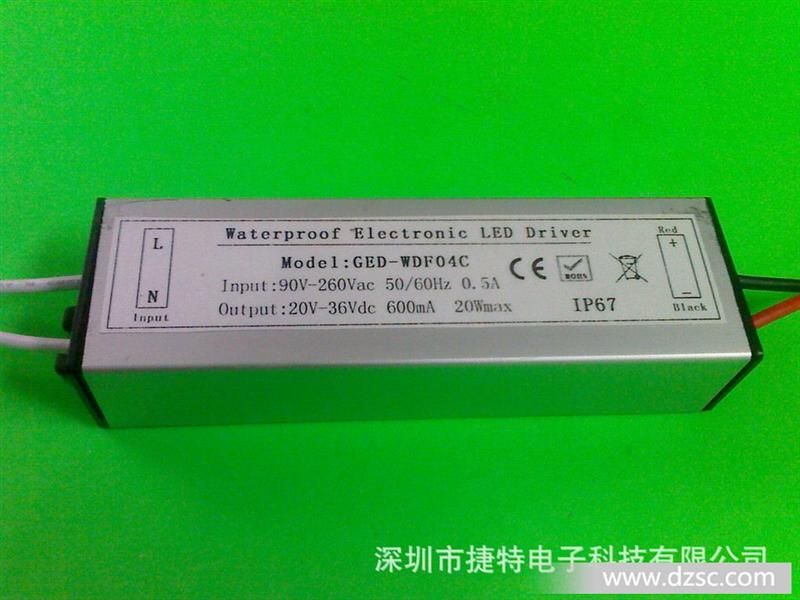 Waterproof Electronic LED Driver
Model:GED-WDF04C
Input:90V-260Vac 50/60Hz 0.5A
Output:20V-36Vdc 600mA 20Wmax
L
N
Input
CE
ROHS
IP67
Red
+
-
Black
深圳市捷特电子科技有限公司
www.dzsc.com